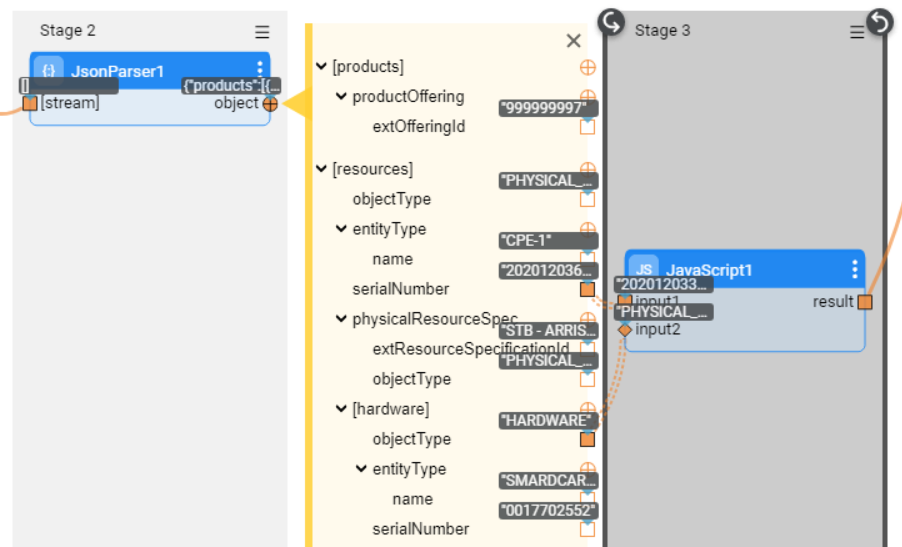 Stage 2
JsonParser1
[]
{"products":[{...
[stream]
object
[products]
productOffering
"999999997"
extOfferingId
[resources]
"PHYSICAL_...
objectType
entityType
"CPE-1"
name
"202012036...
serialNumber
physicalResourceSpec
"STB - ARRIS...
extResourceSpecificationId
"PHYSICAL_...
objectType
[hardware]
"HARDWARE"
objectType
entityType
"SMARDCAR...
name
"0017702552"
serialNumber
Stage 3
JS JavaScript1
"202012033...
input1
result
"PHYSICAL_...
input2